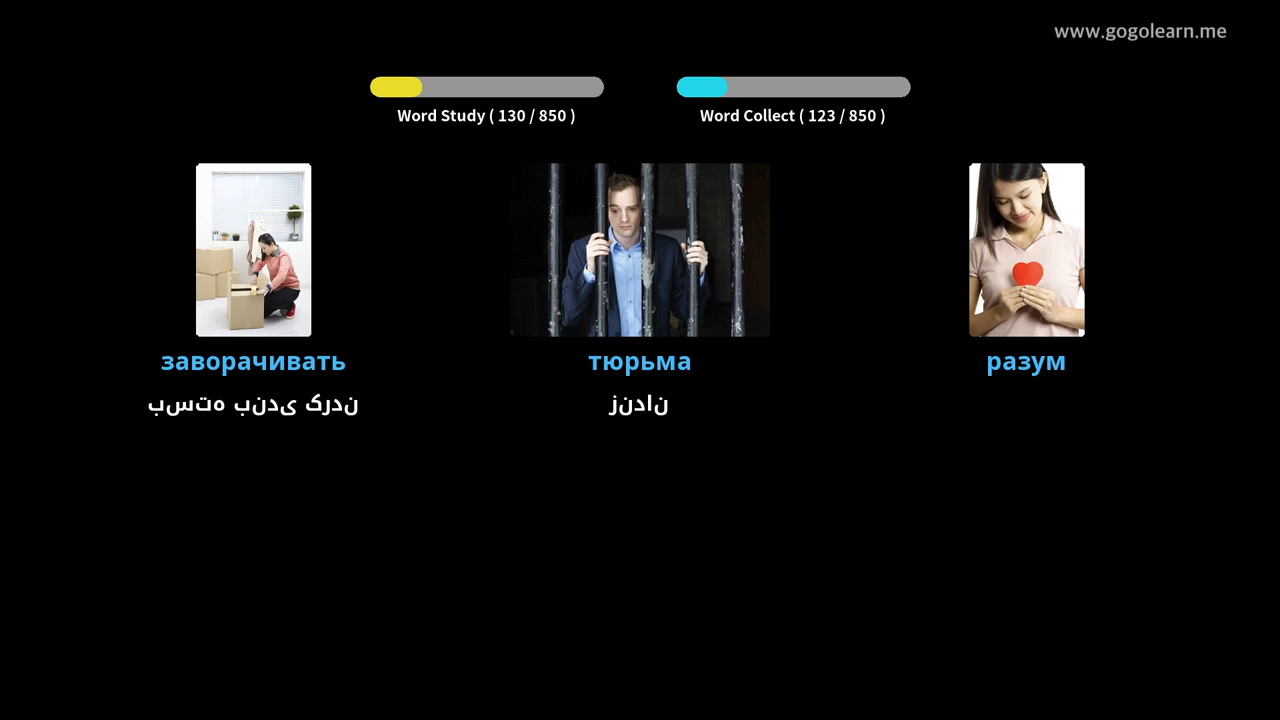 www.gogolearn.me
Word Study ( 130 / 850 )
Word Collect ( 123 / 850 )
заворачивать
тюрьма
разум
بسته بندی کردن
زندان